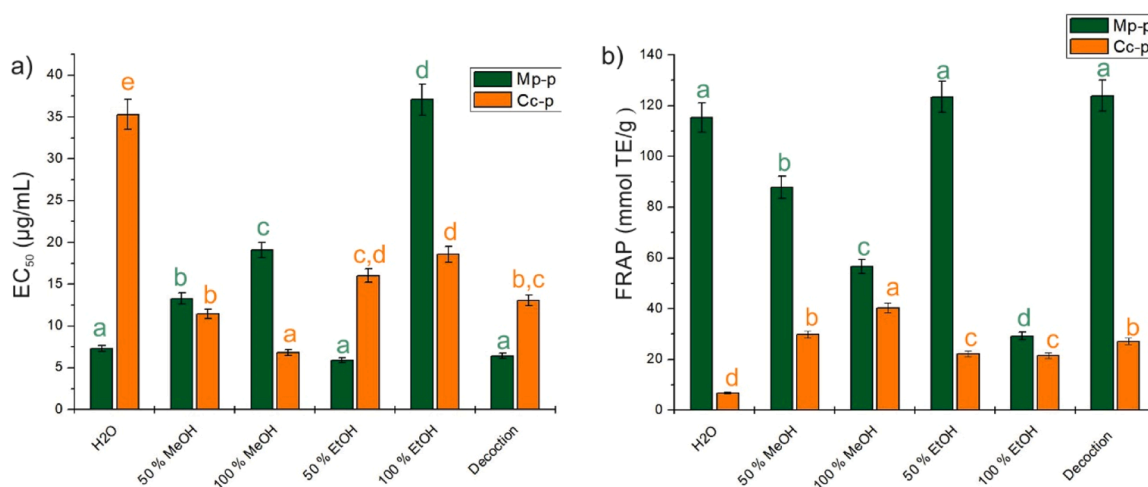 a)
EC50 (µg/mL)
40
35
30
25
20
15
10
5
0
Mp-p
Cc-p
a
e
b
b
c
a
a
c,d
d
d
a
b,c
H2O
50 % MeOH
100 % MeOH
50 % EtOH
100 % EtOH
Decoction
b)
FRAP (mmol TE/g)
140
120
100
80
60
40
20
0
Mp-p
Cc-p
a
d
b
b
c
a
a
c
d
c
a
b
H2O
50 % MeOH
100 % MeOH
50 % EtOH
100 % EtOH
Decoction